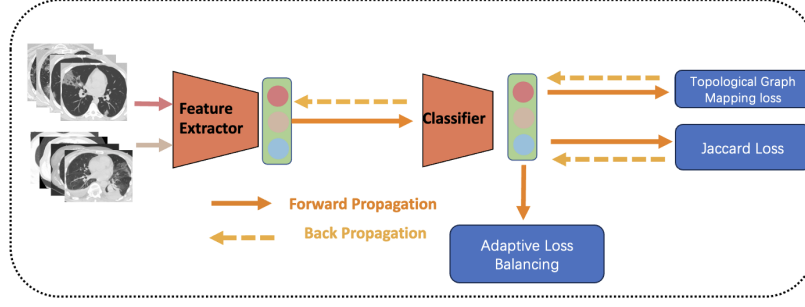 Feature
Extractor
Classifier
Topological Graph
Mapping loss
Jaccard Loss
Forward Propagation
Back Propagation
Adaptive Loss
Balancing